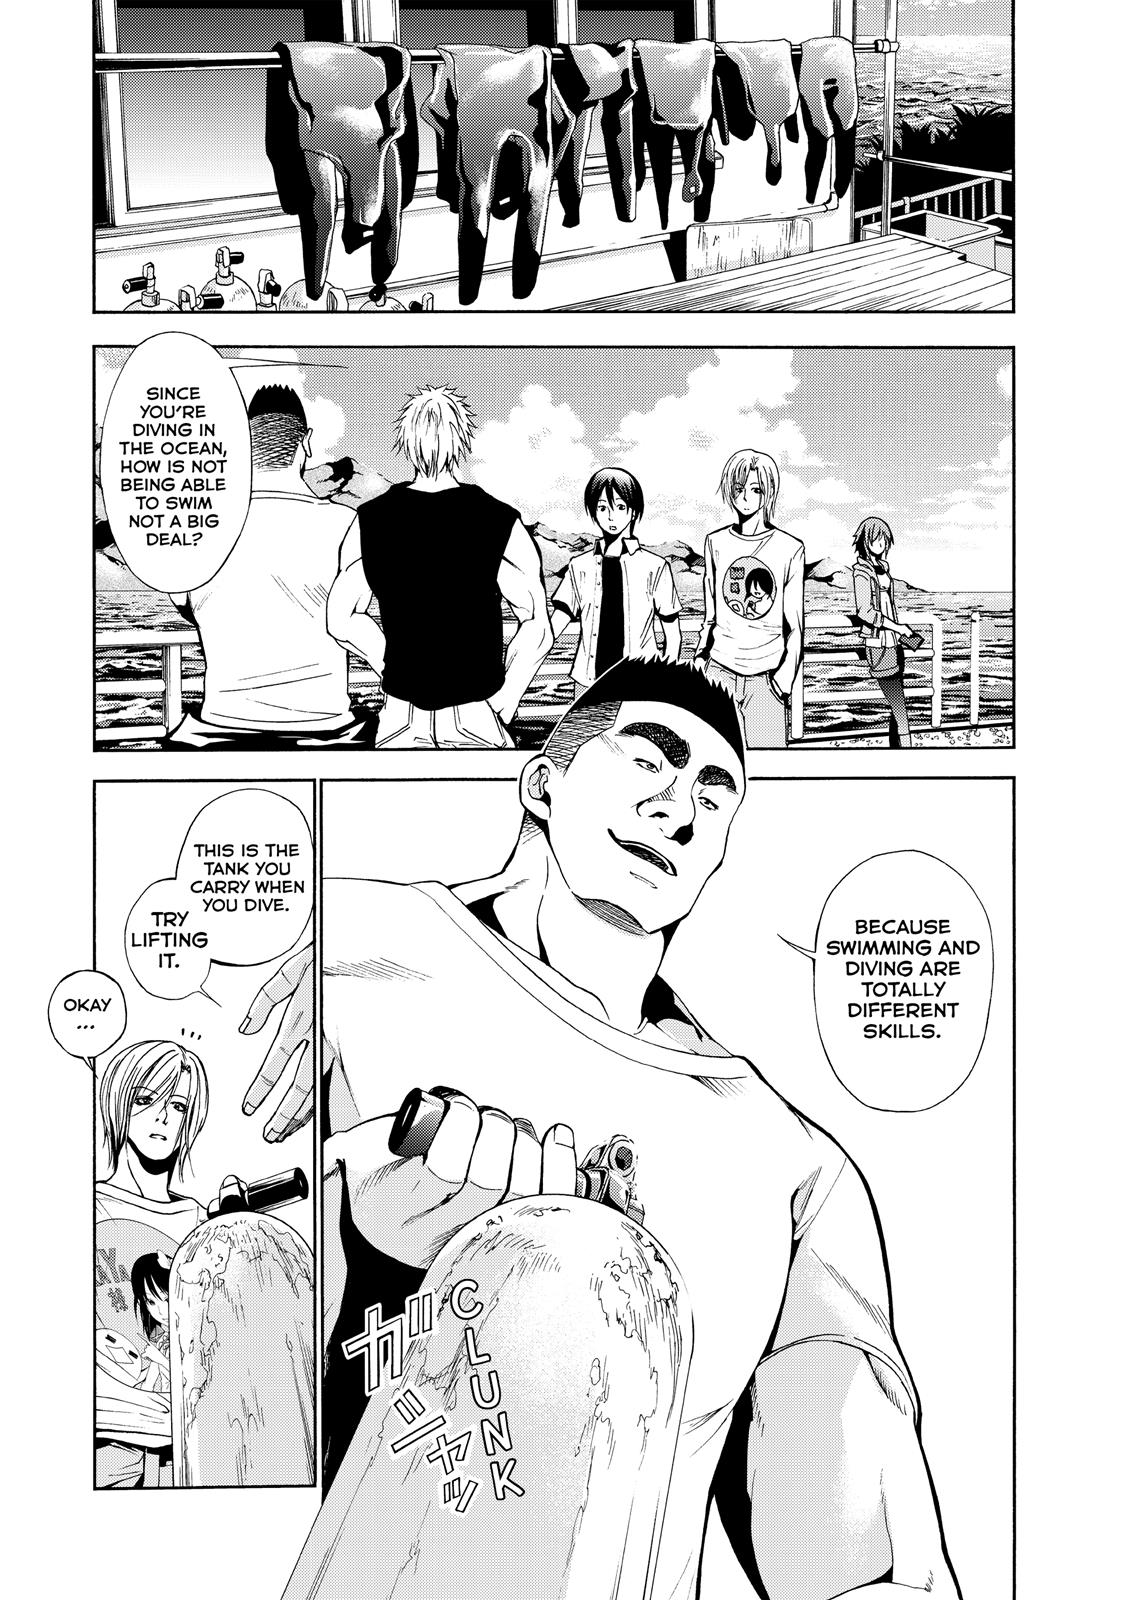 SINCE
YOU'RE
DIVING IN
THE OCEAN,
HOW IS NOT
BEING ABLE
TO SWIM
NOT A BIG
DEAL?
BECAUSE
SWIMMING AND
DIVING ARE
TOTALLY
DIFFERENT
SKILLS.
ガシャッ
CLUNK
THIS IS THE
TANK YOU
CARRY WHEN
YOU DIVE.
TRY
LIFTING
IT.
OKAY
...